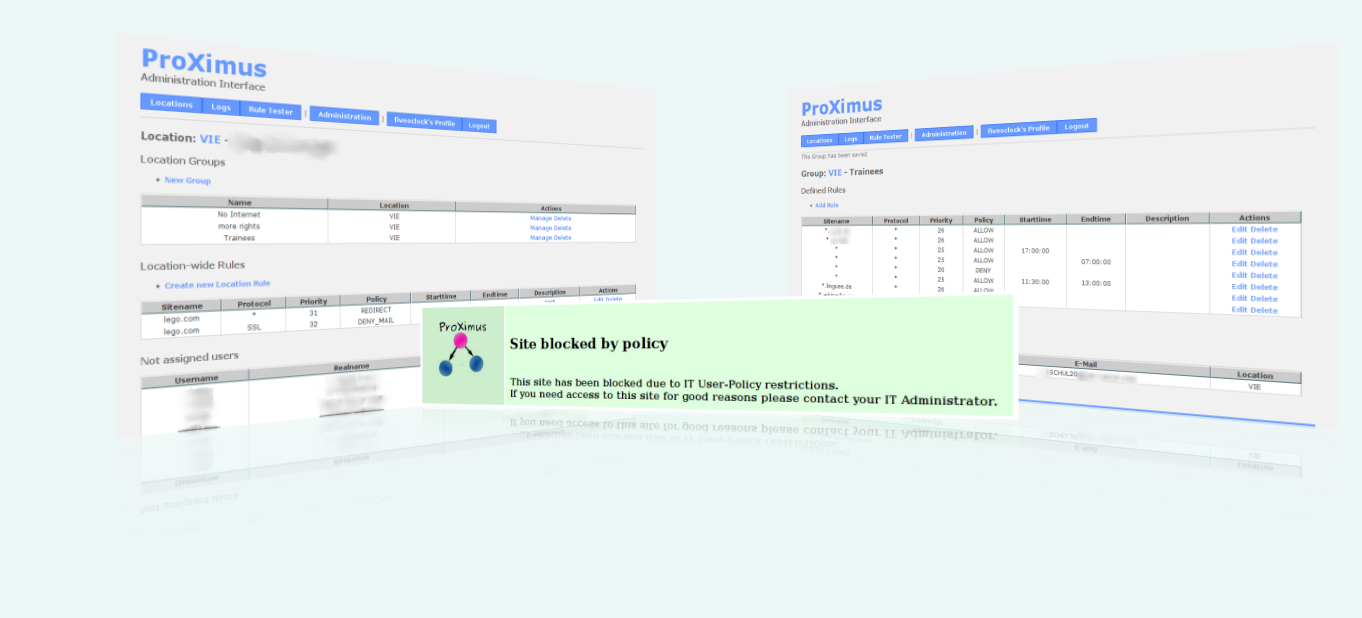 ProXimus
Administration Interface
Locations Logs Rule Tester | Administration | fiveoclock's Profile Logout
Location: VIE -
Location Groups
• New Group
Name Location Actions
No Internet VIE Manage Delete
more rights VIE Manage Delete
Trainees VIE Manage Delete
Location-wide Rules
• Create new Location Rule
Sitename Protocol Priority Policy Starttime Endtime Description Actions
lego.com * 31 REDIRECT Edit Delete
lego.com SSL 32 DENY_MAIL
Not assigned users
Username Realname
ProXimus
Administration Interface
Locations Logs Rule Tester | Administration | fiveoclock's Profile Logout
The Group has been saved
Group: VIE - Trainees
Defined Rules
• Add Rule
Sitename Protocol Priority Policy Starttime Endtime Description Actions
*. * 26 ALLOW Edit Delete
*. * 26 ALLOW Edit Delete
* * 25 ALLOW 17:00:00 Edit Delete
* * 25 ALLOW 07:00:00 Edit Delete
* * 20 DENY Edit Delete
* * 25 ALLOW 11:30:00 13:00:00 Edit Delete
*.linguee.de * 26 ALLOW Edit Delete
Edit Delete
E-Mail Location
SCHUL20 VIE
ProXimus
Site blocked by policy
This site has been blocked due to IT User-Policy restrictions.
If you need access to this site for good reasons please contact your IT Administrator.